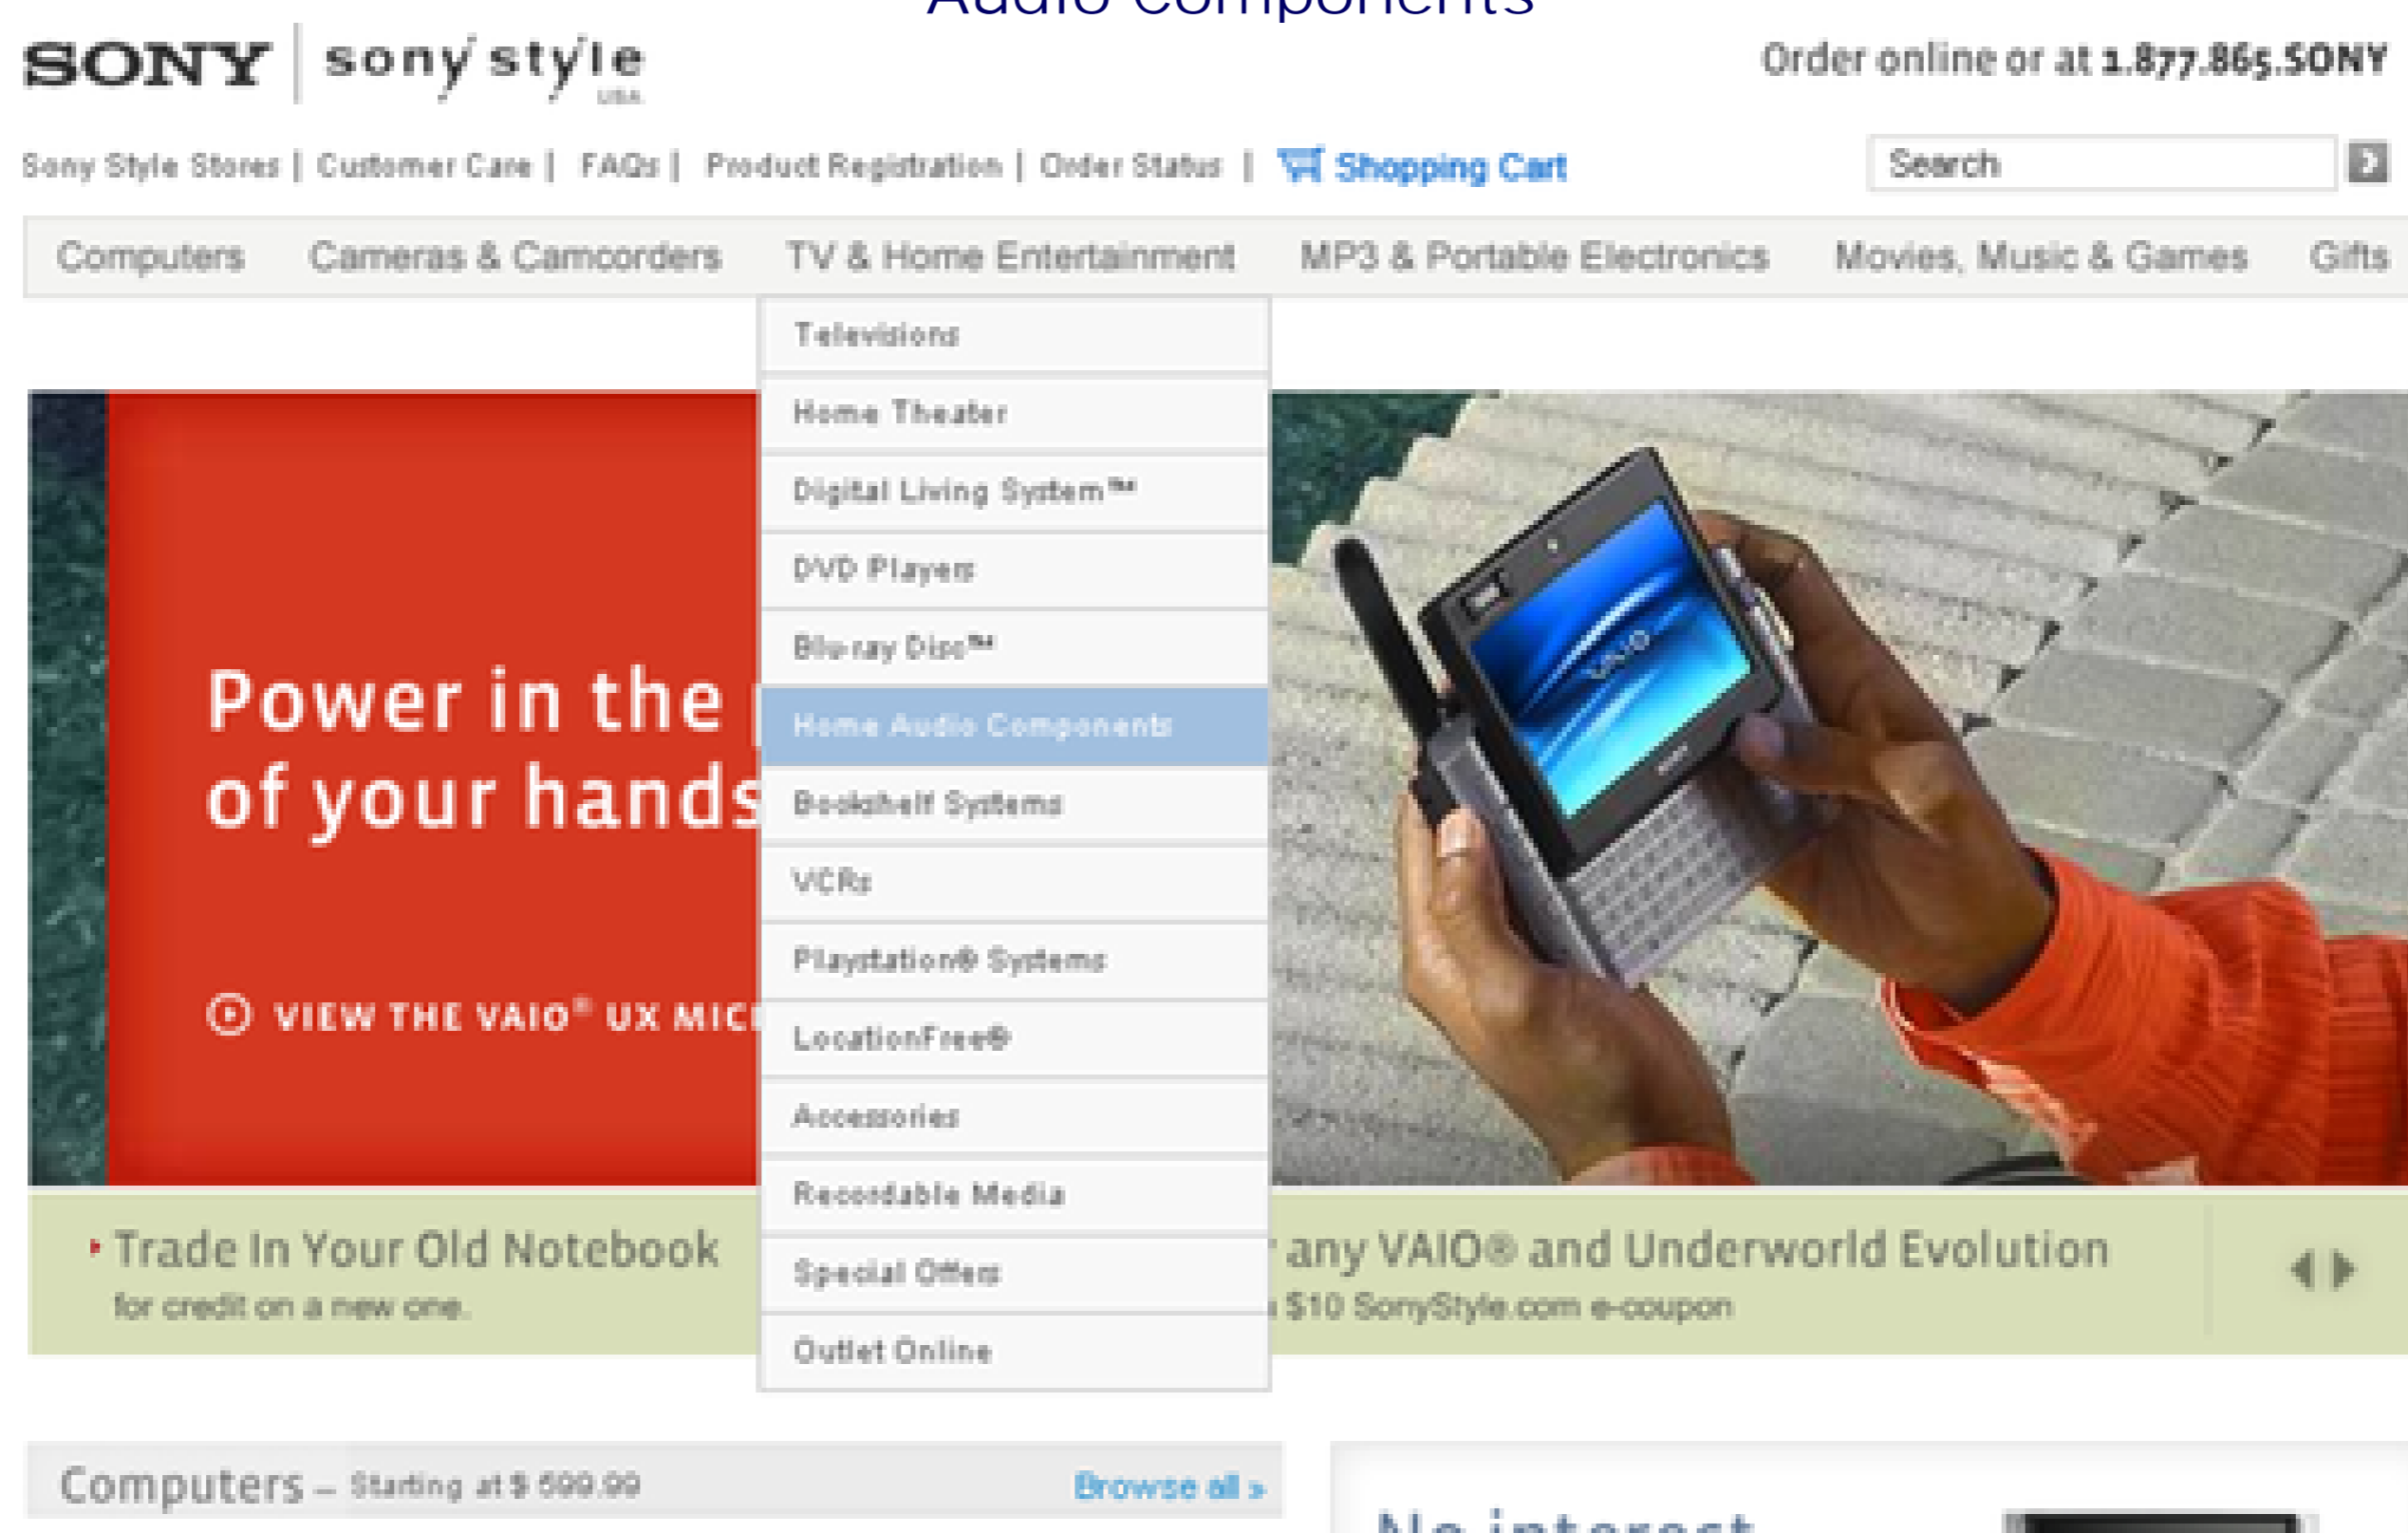 Audio Components
SONY sony style USA
Order online or at 1.877.865.SONY
Sony Style Stores | Customer Care | FAQs | Product Registration | Order Status | Shopping Cart
Search
Computers Cameras & Camcorders TV & Home Entertainment MP3 & Portable Electronics Movies, Music & Games Gifts
Televisions
Home Theater
Digital Living System™
DVD Players
Blu-ray Disc™
Home Audio Components
Bookshelf Systems
VCRs
Playstation® Systems
LocationFree®
Accessories
Recordable Media
Special Offers
Outlet Online
Power in the
of your hands
VIEW THE VAIO® UX
VAIO
Trade In Your Old Notebook
for credit on a new one.
any VAIO® and Underworld Evolution
$10 SonyStyle.com e-coupon
Computers – Starting at $ 599.99
Browse all »
No interest